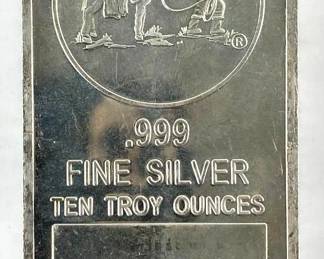 ®
.999
FINE SILVER
TEN TROY OUNCES